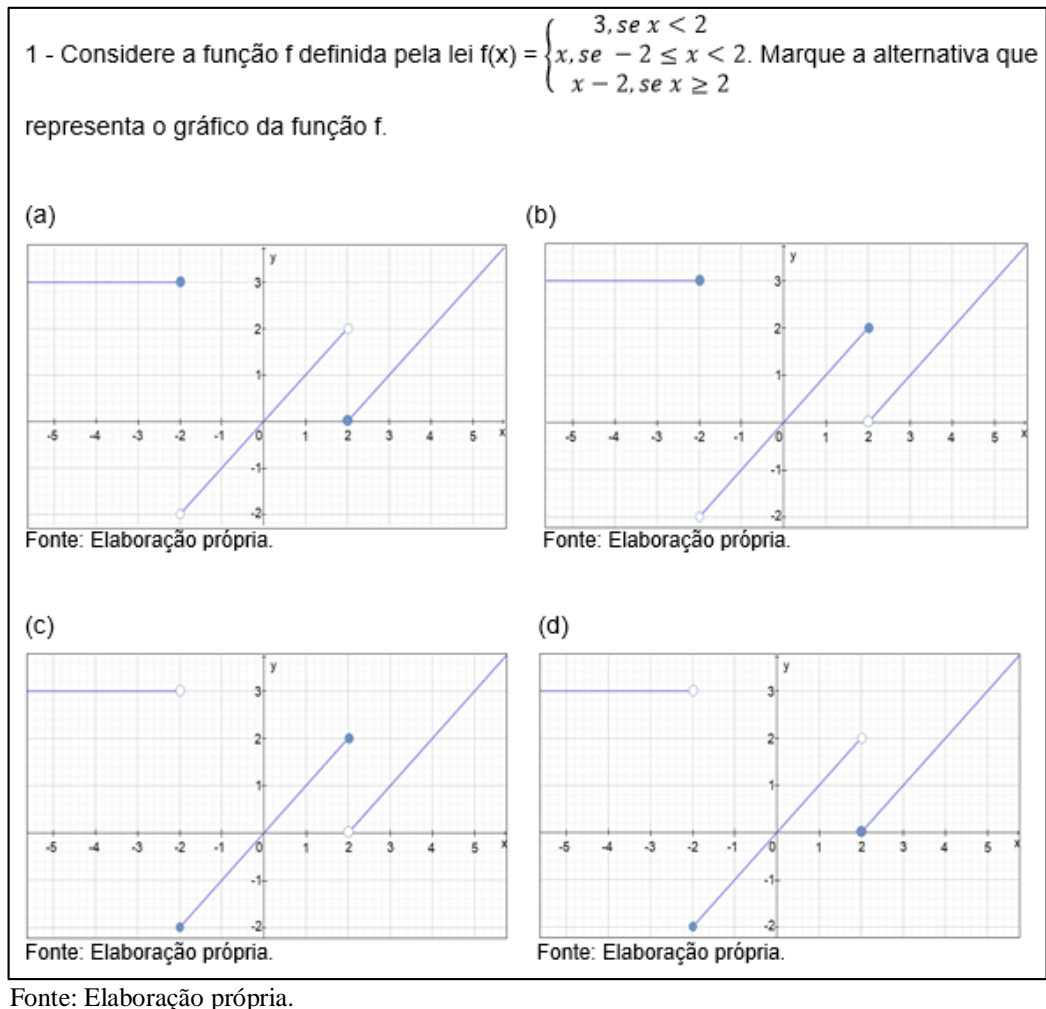 1 - Considere a função f definida pela lei f(x) = { 3, se x < 2
x, se − 2 ≤ x < 2. Marque a alternativa que
x − 2, se x ≥ 2
representa o gráfico da função f.
(a) (b)
y
3
2
1
-5 -4 -3 -2 -1 0 1 2 3 4 5 x
-1
-2
y
3
2
1
-5 -4 -3 -2 -1 0 1 2 3 4 5 x
-1
-2
Fonte: Elaboração própria. Fonte: Elaboração própria.
(c) (d)
y
3
2
1
-5 -4 -3 -2 -1 0 1 2 3 4 5 x
-1
-2
y
3
2
1
-5 -4 -3 -2 -1 0 1 2 3 4 5 x
-1
-2
Fonte: Elaboração própria. Fonte: Elaboração própria.
Fonte: Elaboração própria.